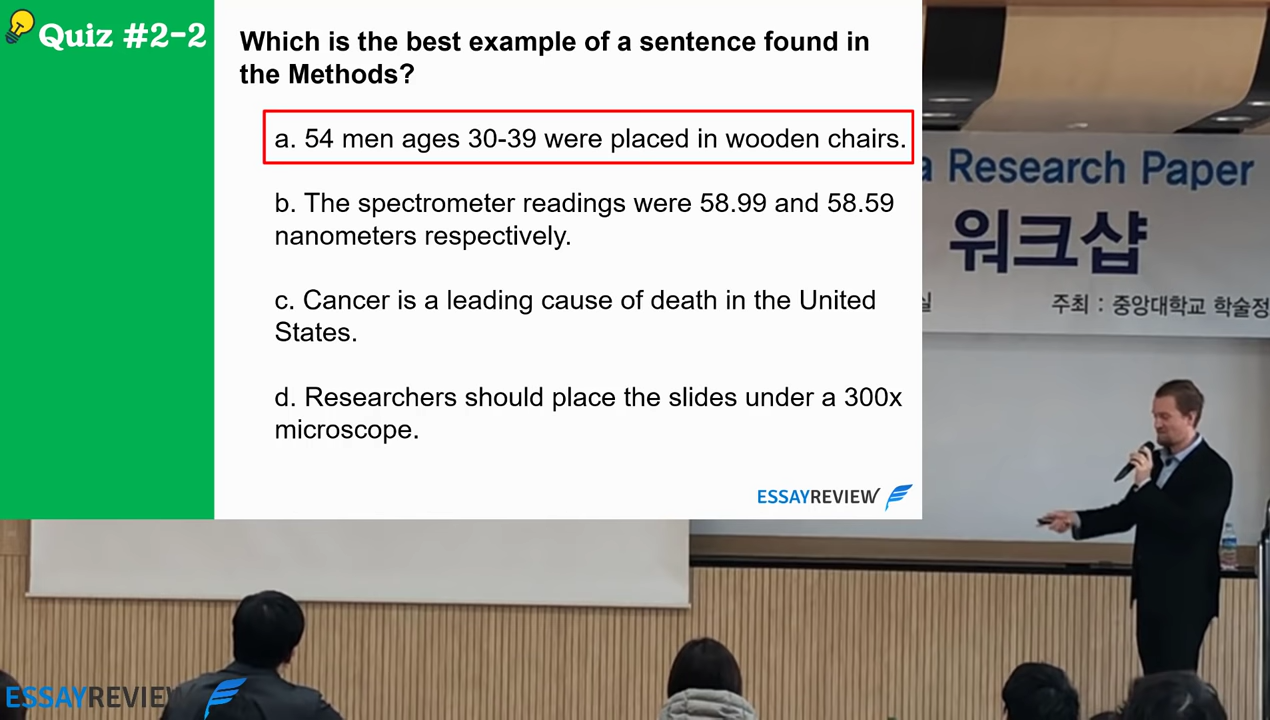 Quiz #2-2
Which is the best example of a sentence found in
the Methods?
a. 54 men ages 30-39 were placed in wooden chairs.
b. The spectrometer readings were 58.99 and 58.59
nanometers respectively.
c. Cancer is a leading cause of death in the United
States.
d. Researchers should place the slides under a 300x
microscope.
ESSAYREVIEW
a Research Paper
워크샵
실
주최 : 중앙대학교 학술정
ESSAYREVIEW